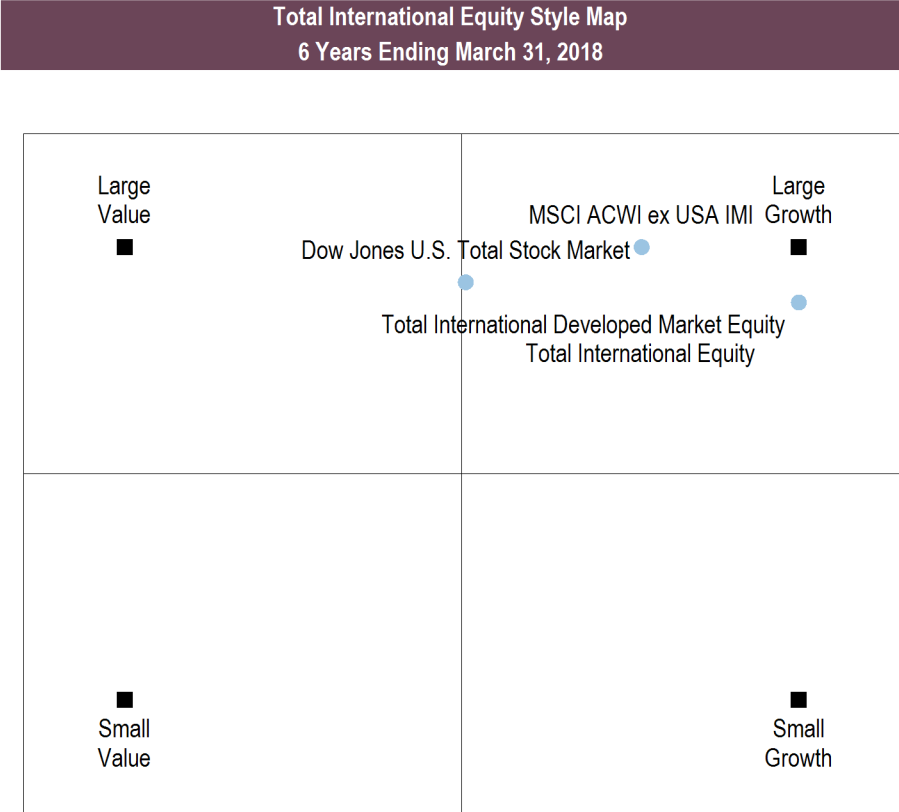 Total International Equity Style Map
6 Years Ending March 31, 2018
Large
Value
Large
Growth
MSCI ACWI ex USA IMI
Dow Jones U.S. Total Stock Market
Total International Developed Market Equity
Total International Equity
Small
Value
Small
Growth